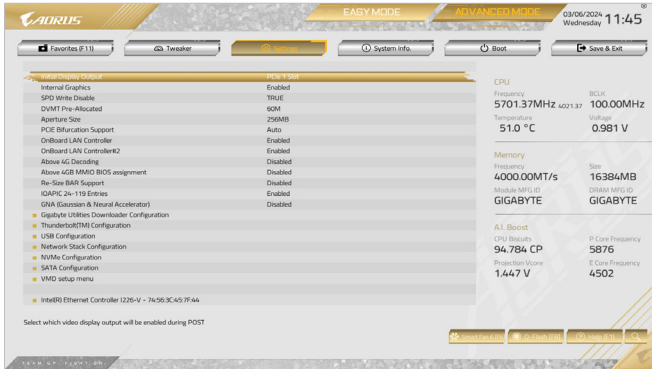 AORUS
EASY MODE
ADVANCED MODE
03/06/2024
Wednesday
11:45
Favorites (F11)
Tweaker
Settings
System Info.
Boot
Save & Exit
Initial Display Output PCIe 1 Slot
Internal Graphics Enabled
SPD Write Disable TRUE
DVMT Pre-Allocated 60M
Aperture Size 256MB
PCIE Bifurcation Support Auto
OnBoard LAN Controller Enabled
OnBoard LAN Controller#2 Enabled
Above 4G Decoding Disabled
Above 4GB MMIO BIOS assignment Disabled
Re-Size BAR Support Disabled
IOAPIC 24-119 Entries Enabled
GNA (Gaussian & Neural Accelerator) Disabled
Gigabyte Utilities Downloader Configuration
Thunderbolt(TM) Configuration
USB Configuration
Network Stack Configuration
NVMe Configuration
SATA Configuration
VMD setup menu
Intel(R) Ethernet Controller I226-V - 74:56:3C:45:7F:44
Select which video display output will be enabled during POST
CPU
Frequency BCLK
5701.37MHz 4021.37 100.00MHz
Temperature Voltage
51.0 °C 0.981 V
Memory
Frequency Size
4000.00MT/s 16384MB
Module MFG ID DRAM MFG ID
GIGABYTE GIGABYTE
A.I. Boost
CPU Biscuits P Core Frequency
94.784 CP 5876
Projection Vcore E Core Frequency
1.447 V 4502
TEAM UP. FIGHT ON.